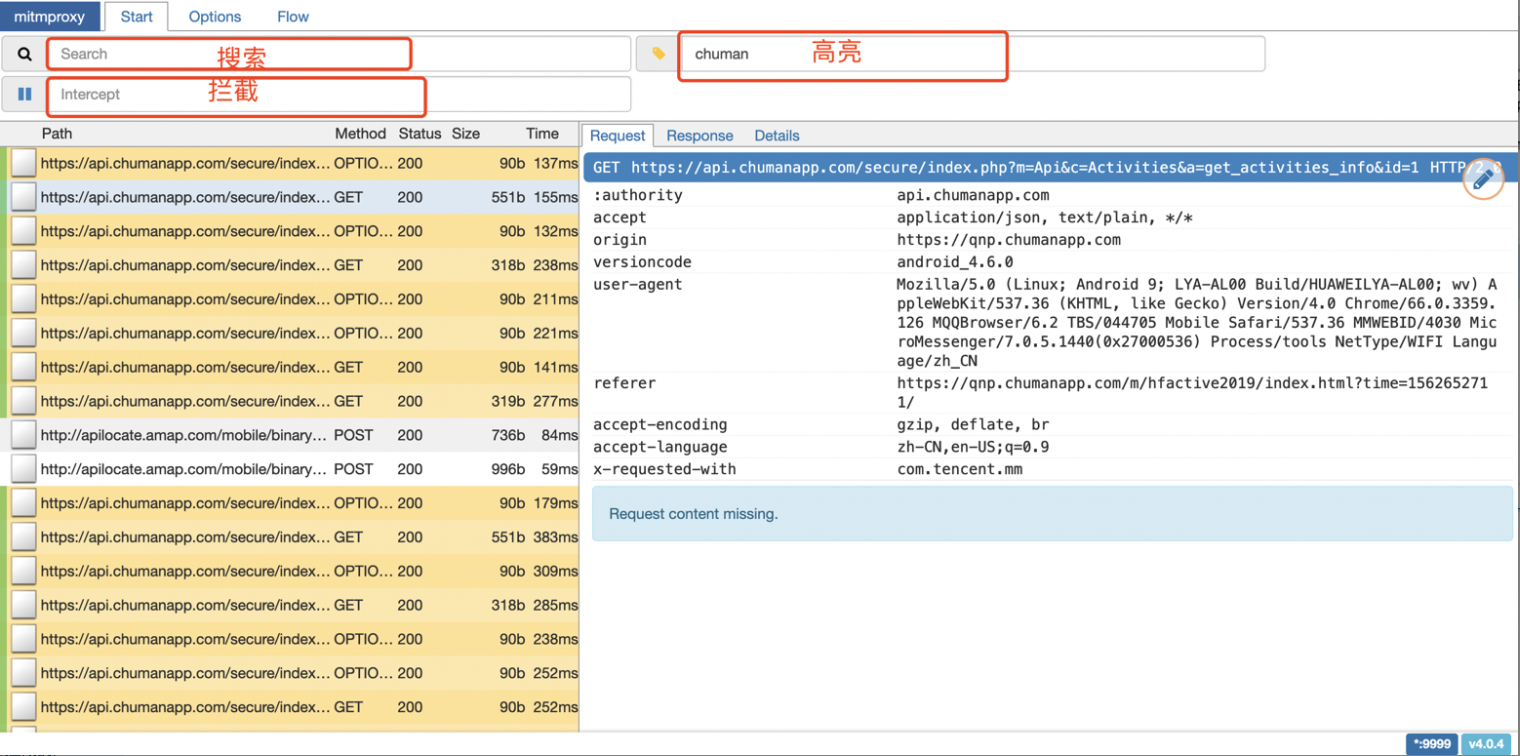 mitmproxy Start Options Flow
Search 搜索 chuman 高亮
Intercept 拦截
Path Method Status Size Time Request Response Details
https://api.chumanapp.com/secure/index… OPTIO… 200 90b 137ms
https://api.chumanapp.com/secure/index… GET 200 551b 155ms
https://api.chumanapp.com/secure/index… OPTIO… 200 90b 132ms
https://api.chumanapp.com/secure/index… GET 200 318b 238ms
https://api.chumanapp.com/secure/index… OPTIO… 200 90b 211ms
https://api.chumanapp.com/secure/index… OPTIO… 200 90b 221ms
https://api.chumanapp.com/secure/index… GET 200 90b 141ms
https://api.chumanapp.com/secure/index… GET 200 319b 277ms
http://apilocate.amap.com/mobile/binary… POST 200 736b 84ms
http://apilocate.amap.com/mobile/binary… POST 200 996b 59ms
https://api.chumanapp.com/secure/index… OPTIO… 200 90b 179ms
https://api.chumanapp.com/secure/index… GET 200 551b 383ms
https://api.chumanapp.com/secure/index… OPTIO… 200 90b 309ms
https://api.chumanapp.com/secure/index… GET 200 318b 285ms
https://api.chumanapp.com/secure/index… OPTIO… 200 90b 238ms
https://api.chumanapp.com/secure/index… OPTIO… 200 90b 252ms
https://api.chumanapp.com/secure/index… GET 200 90b 252ms
GET https://api.chumanapp.com/secure/index.php?m=Api&c=Activities&a=get_activities_info&id=1 HTTP/2.0
:authority api.chumanapp.com
accept application/json, text/plain, */*
origin https://qnp.chumanapp.com
versioncode android_4.6.0
user-agent Mozilla/5.0 (Linux; Android 9; LYA-AL00 Build/HUAWEILYA-AL00; wv) A
ppleWebKit/537.36 (KHTML, like Gecko) Version/4.0 Chrome/66.0.3359.
126 MQQBrowser/6.2 TBS/044705 Mobile Safari/537.36 MMWEBID/4030 Mic
roMessenger/7.0.5.1440(0x27000536) Process/tools NetType/WIFI Langu
age/zh_CN
referer https://qnp.chumanapp.com/m/hfactive2019/index.html?time=156265271
1/
accept-encoding gzip, deflate, br
accept-language zh-CN,en-US;q=0.9
x-requested-with com.tencent.mm
Request content missing.
*:9999 v4.0.4